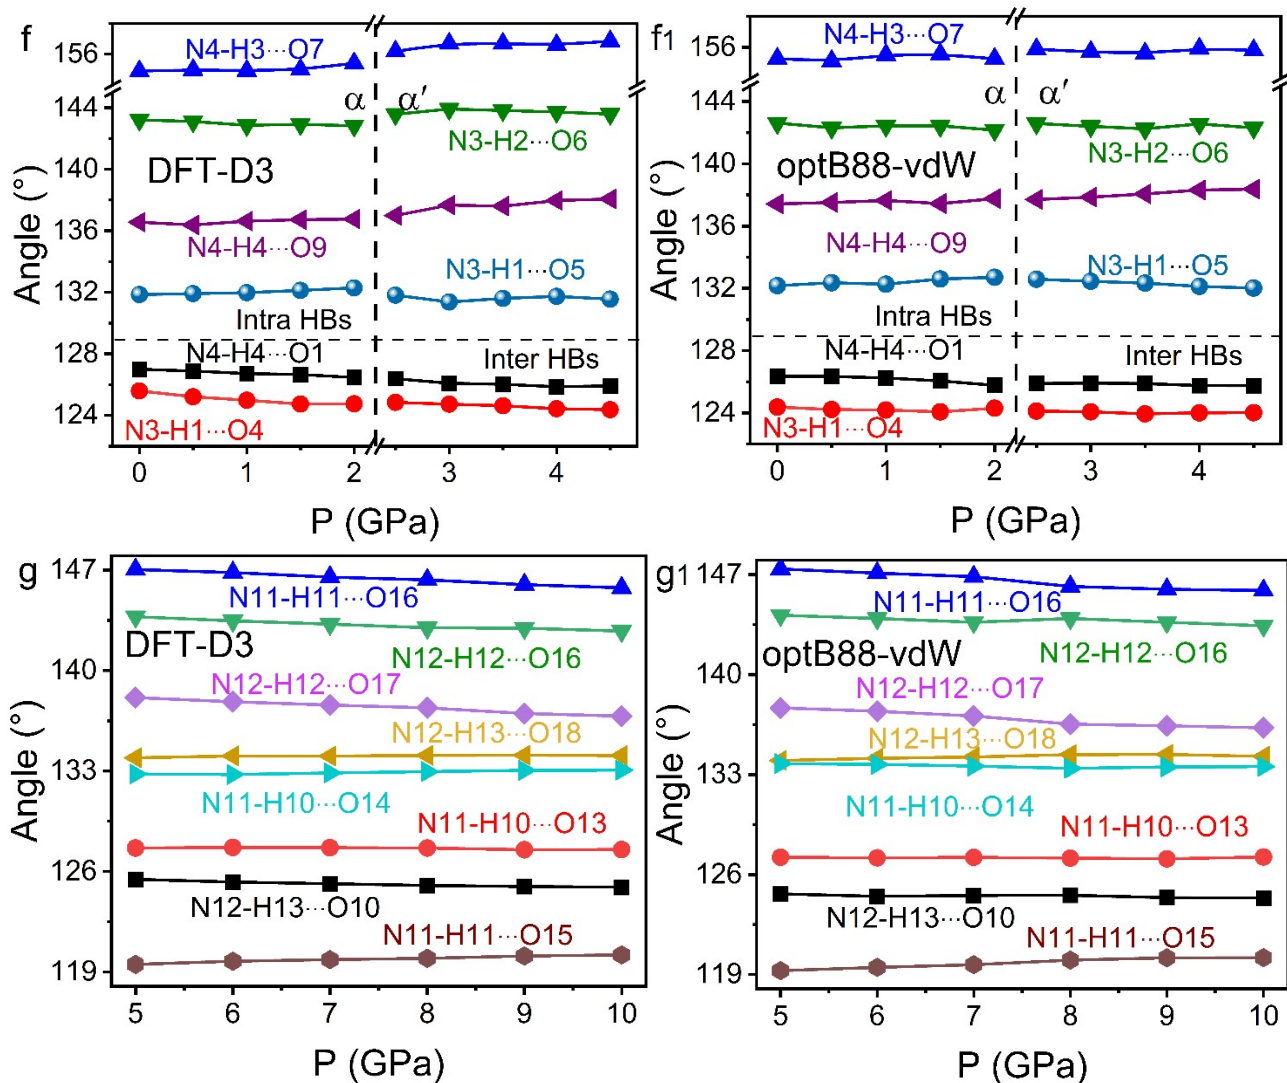 f
156
144
140
136
132
128
124
Angle (°)
N4-H3···O7
α
α′
N3-H2···O6
DFT-D3
N4-H4···O9
N3-H1···O5
Intra HBs
N4-H4···O1
Inter HBs
N3-H1···O4
0
1
2
3
4
P (GPa)
f1
156
144
140
136
132
128
124
Angle (°)
N4-H3···O7
α
α′
N3-H2···O6
optB88-vdW
N4-H4···O9
N3-H1···O5
Intra HBs
N4-H4···O1
Inter HBs
N3-H1···O4
0
1
2
3
4
P (GPa)
g
147
140
133
126
119
Angle (°)
N11-H11···O16
DFT-D3
N12-H12···O16
N12-H12···O17
N12-H13···O18
N11-H10···O14
N11-H10···O13
N12-H13···O10
N11-H11···O15
5
6
7
8
9
10
P (GPa)
g1
147
140
133
126
119
Angle (°)
N11-H11···O16
optB88-vdW
N12-H12···O16
N12-H12···O17
N12-H13···O18
N11-H10···O14
N11-H10···O13
N12-H13···O10
N11-H11···O15
5
6
7
8
9
10
P (GPa)